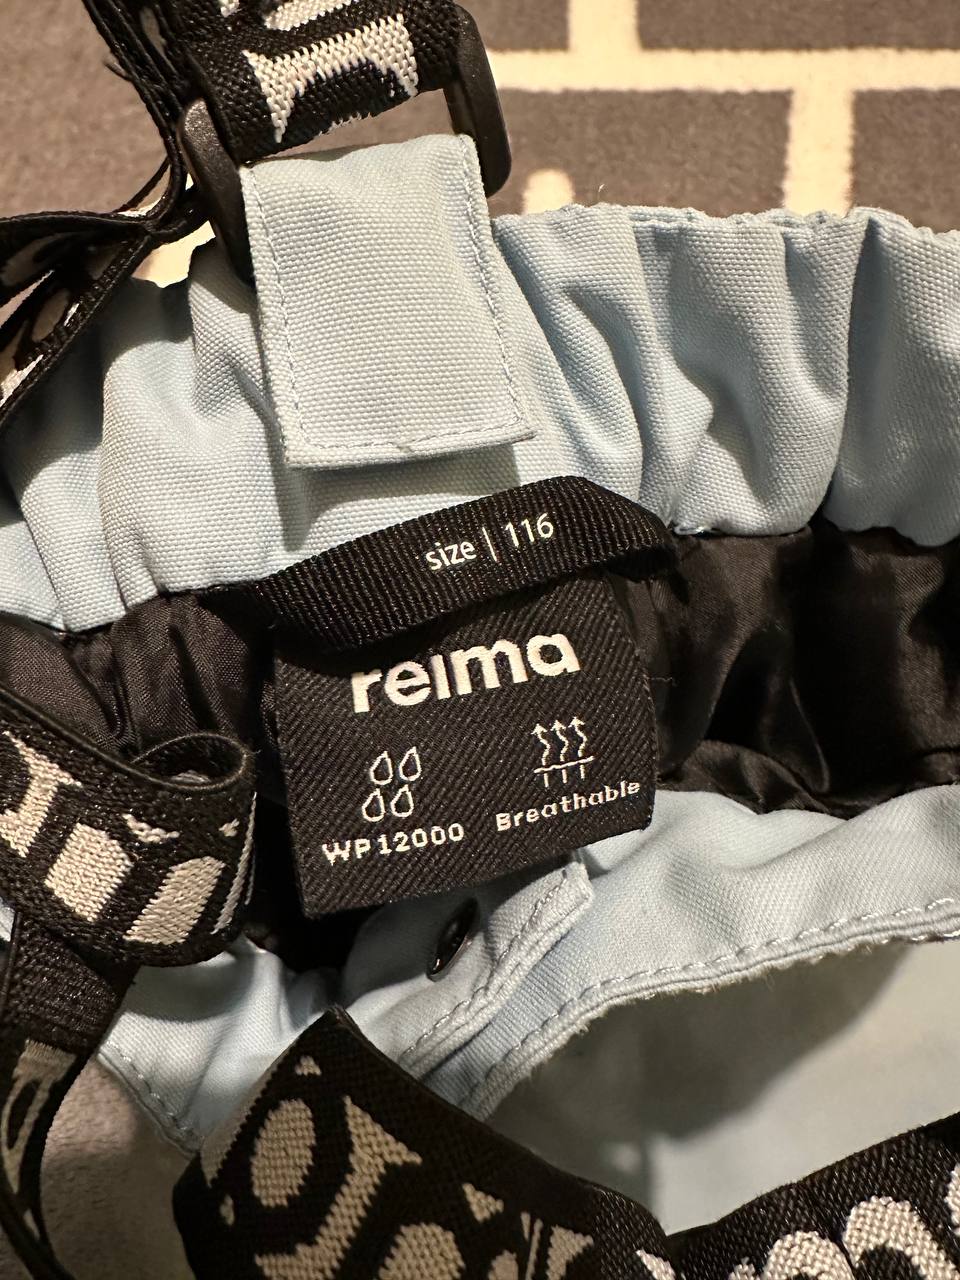 size | 116
reima
WP12000
Breathable